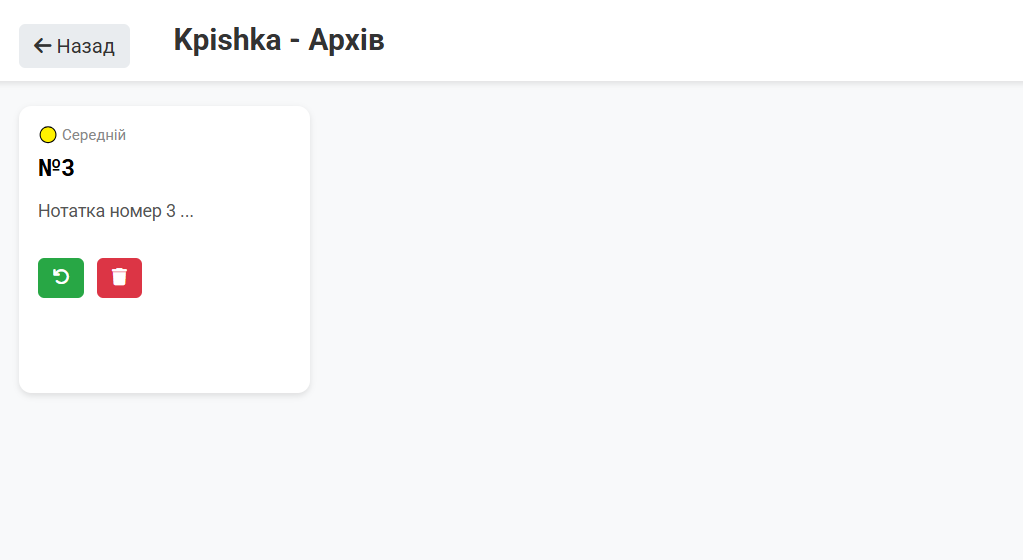 Назад
Kpishka - Архів
Середній
№3
Нотатка номер 3 ...